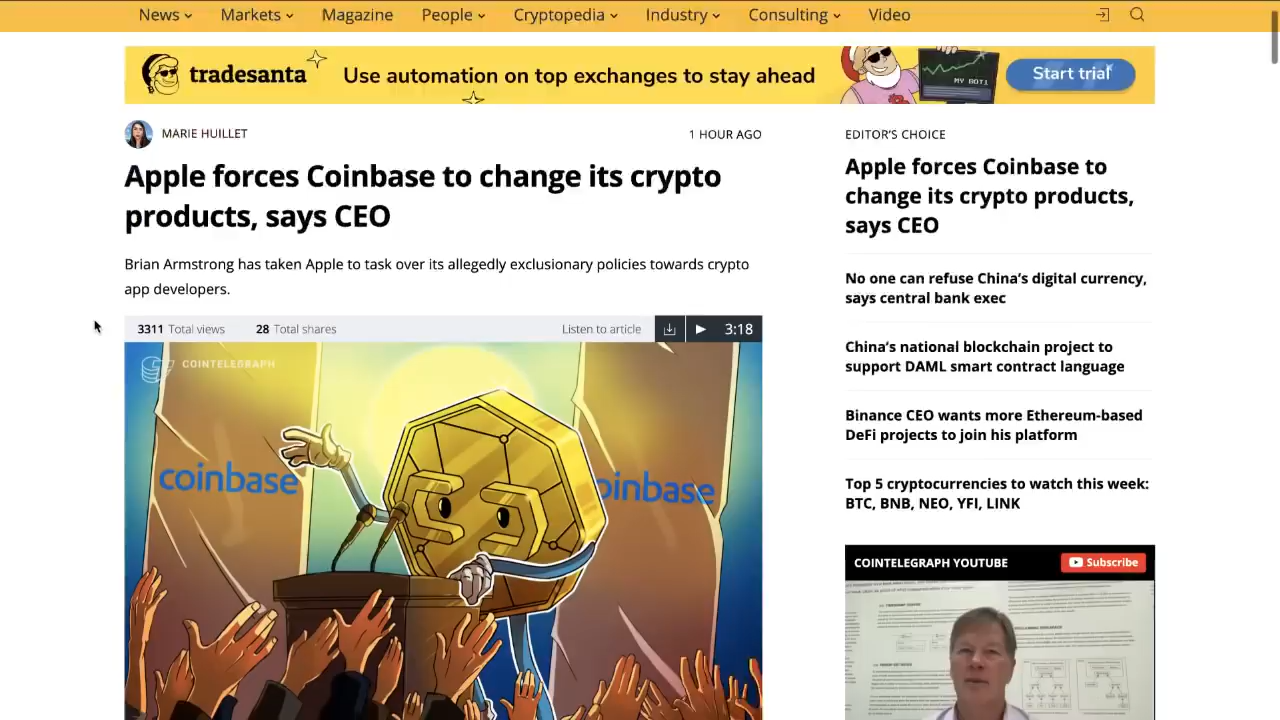 News
Markets
Magazine
People
Cryptopedia
Industry
Consulting
Video
tradesanta
Use automation on top exchanges to stay ahead
MY BOT1
Start trial
MARIE HUILLET
1 HOUR AGO
Apple forces Coinbase to change its crypto
products, says CEO
Brian Armstrong has taken Apple to task over its allegedly exclusionary policies towards crypto
app developers.
3311 Total views
28 Total shares
Listen to article
3:18
COINTELEGRAPH
coinbase
oinbase
EDITOR'S CHOICE
Apple forces Coinbase to
change its crypto products,
says CEO
No one can refuse China's digital currency,
says central bank exec
China's national blockchain project to
support DAML smart contract language
Binance CEO wants more Ethereum-based
DeFi projects to join his platform
Top 5 cryptocurrencies to watch this week:
BTC, BNB, NEO, YFI, LINK
COINTELEGRAPH YOUTUBE
Subscribe